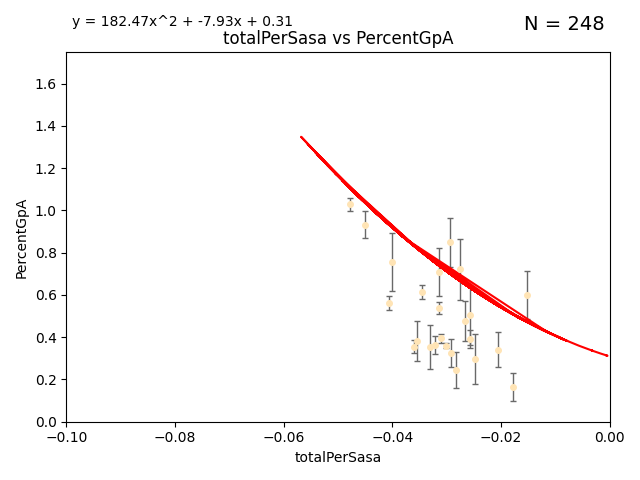 y = 182.47x^2 + -7.93x + 0.31
N = 248
totalPerSasa vs PercentGpA
PercentGpA
1.6
1.4
1.2
1.0
0.8
0.6
0.4
0.2
0.0
−0.10 −0.08 −0.06 −0.04 −0.02 0.00
totalPerSasa